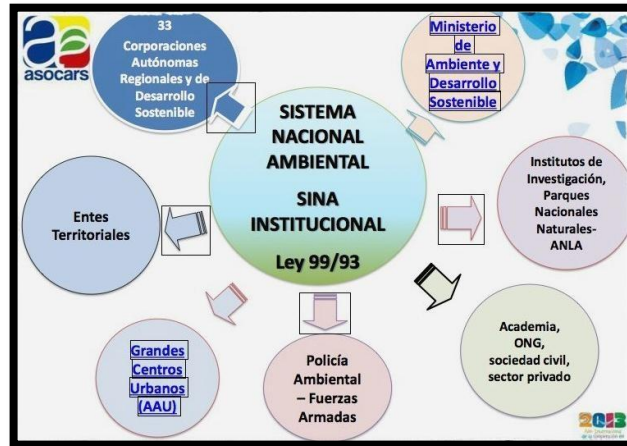 asocars
33
Corporaciones
Autónomas
Regionales y de
Desarrollo
Sostenible
Ministerio
de
Ambiente y
Desarrollo
Sostenible
SISTEMA
NACIONAL
AMBIENTAL
SINA
INSTITUCIONAL
Ley 99/93
Institutos de
Investigación,
Parques
Nacionales
Naturales-
ANLA
Entes
Territoriales
Academia,
ONG,
sociedad civil,
sector privado
Grandes
Centros
Urbanos
(AAU)
Policía
Ambiental
– Fuerzas
Armadas
2013